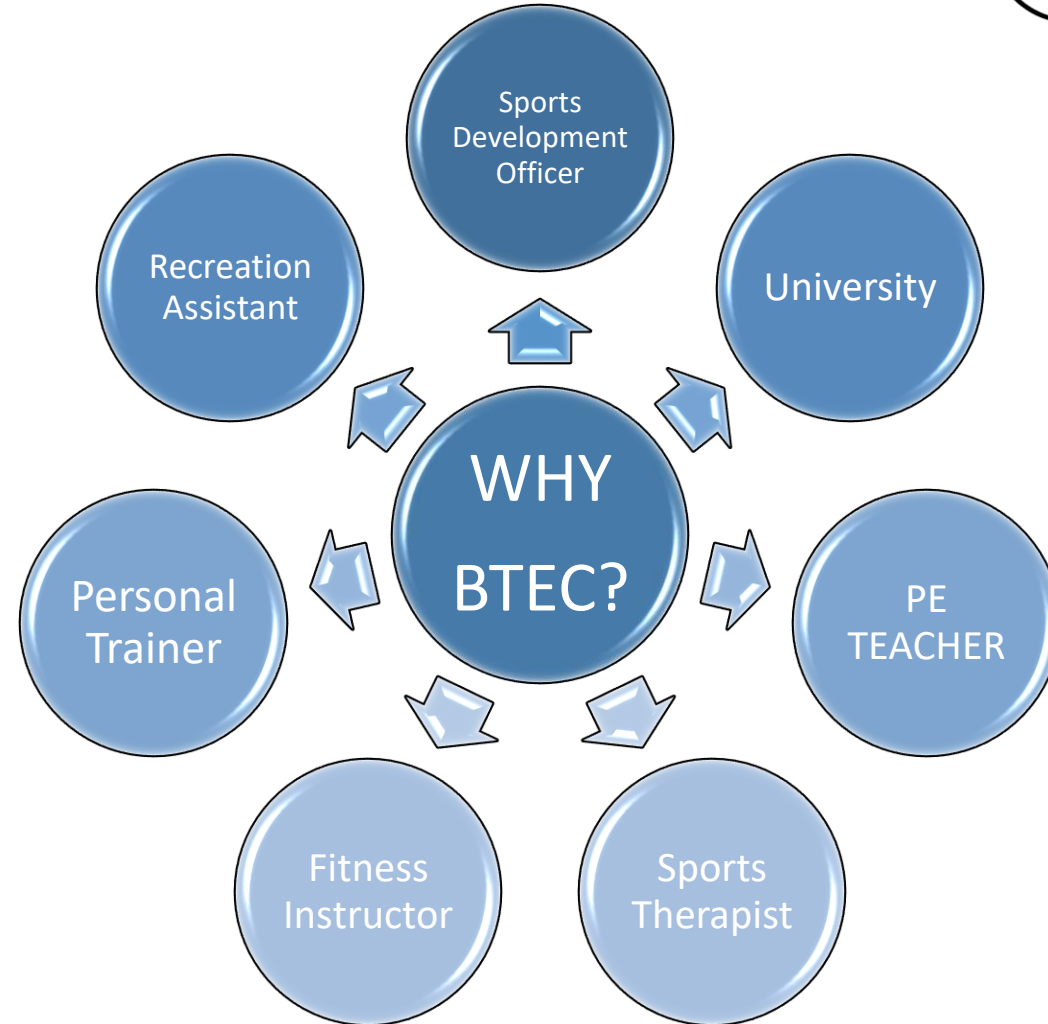 Sports
Development
Officer
Recreation
Assistant
University
WHY
BTEC?
Personal
Trainer
PE
TEACHER
Fitness
Instructor
Sports
Therapist